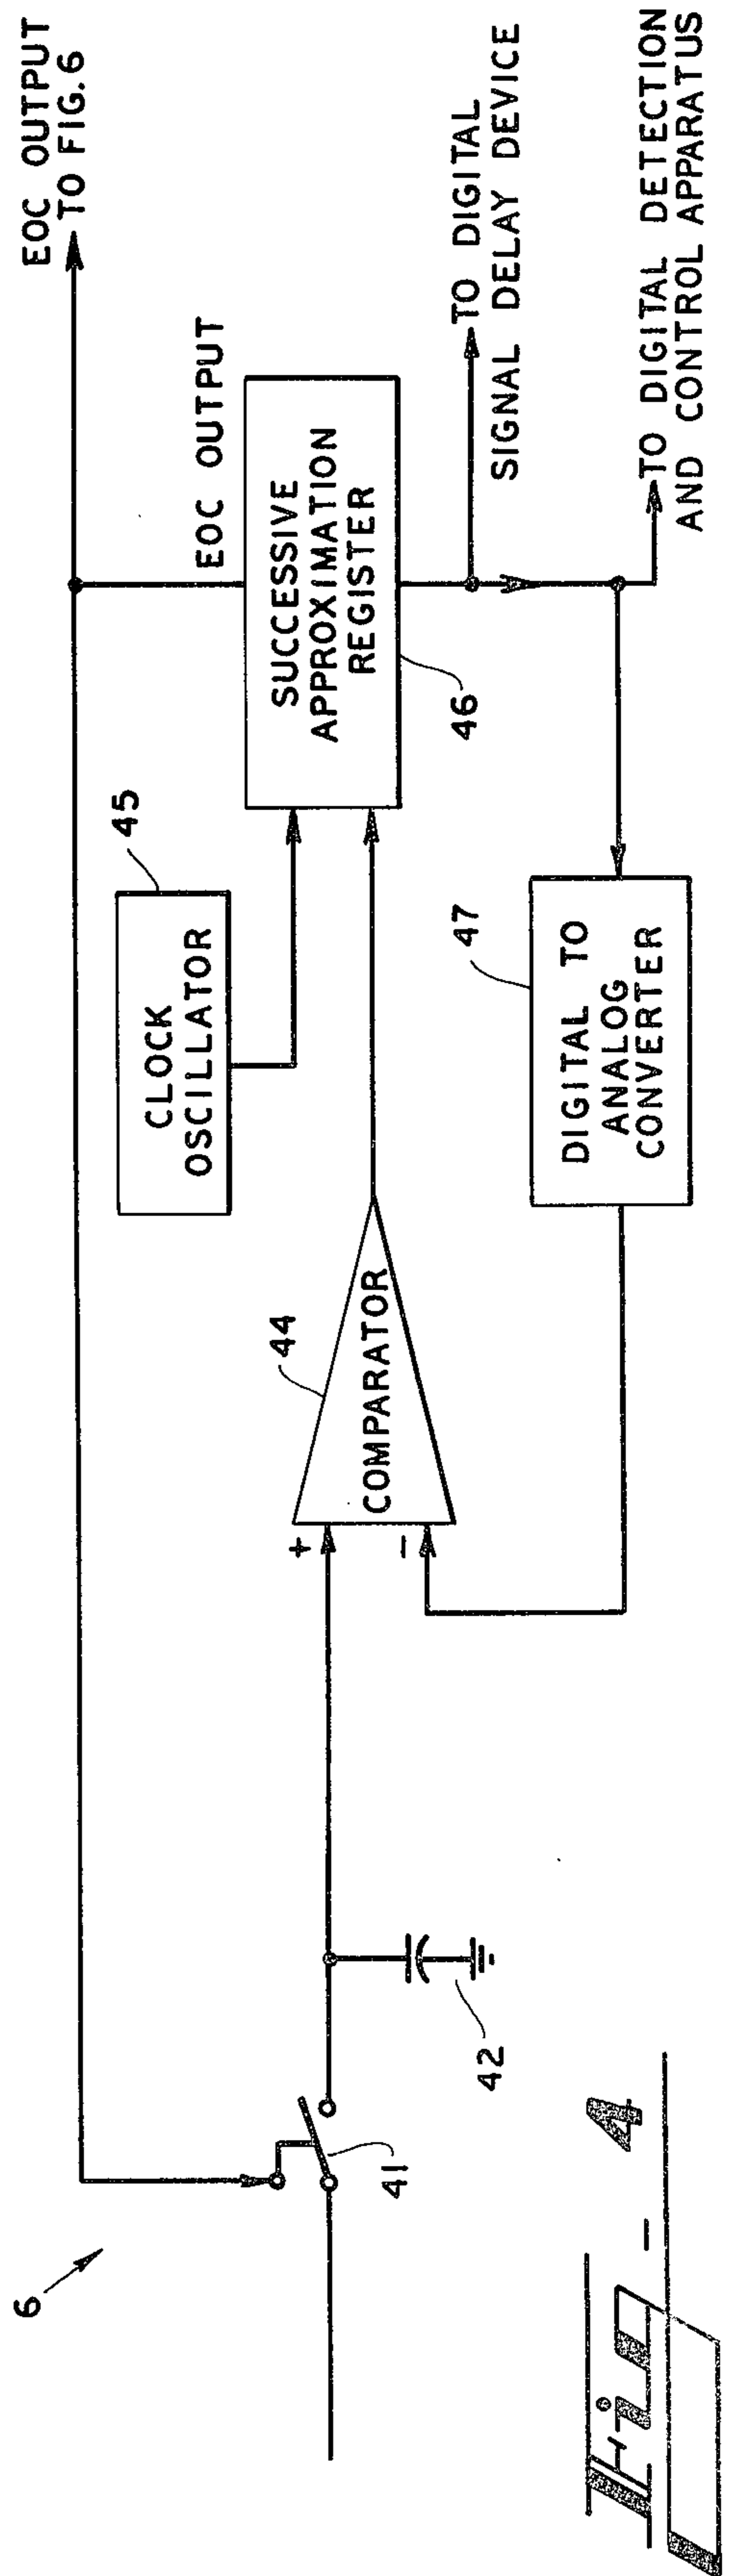 6
EOC OUTPUT
TO FIG. 6
EOC OUTPUT
CLOCK
OSCILLATOR
45
SUCCESSIVE
APPROXIMATION
REGISTER
46
TO DIGITAL
SIGNAL DELAY DEVICE
41
42
+
-
COMPARATOR
44
47
DIGITAL TO
ANALOG
CONVERTER
TO DIGITAL DETECTION
AND CONTROL APPARATUS
Fig-4